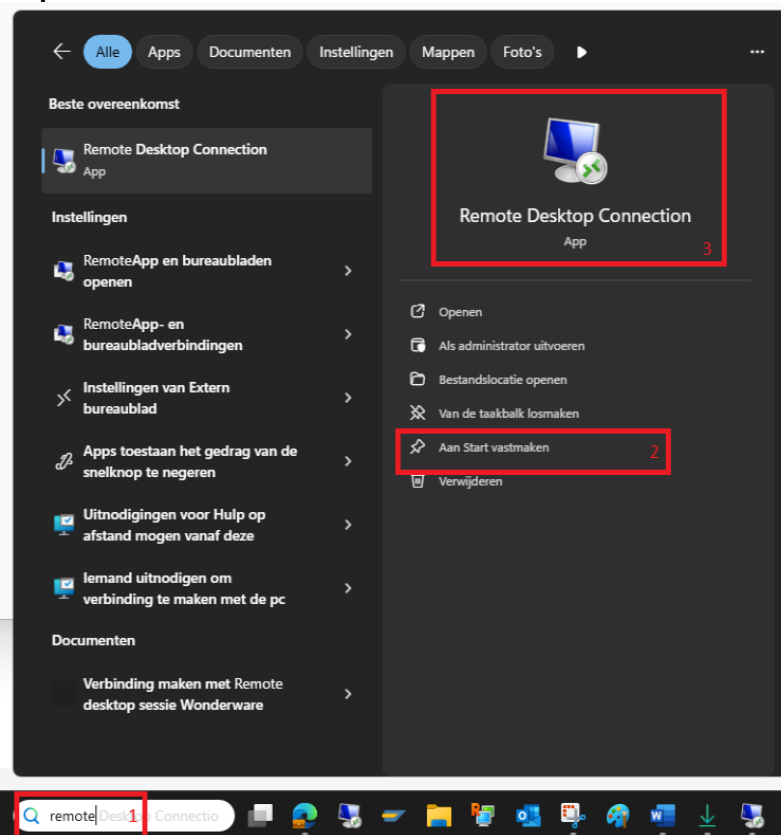 Alle Apps Documenten Instellingen Mappen Foto's
Beste overeenkomst
Remote Desktop Connection
App
Instellingen
RemoteApp en bureaubladen
openen
RemoteApp- en
bureaubladverbindingen
Instellingen van Extern
bureaublad
Apps toestaan het gedrag van de
snelknop te negeren
Uitnodigingen voor Hulp op
afstand mogen vanaf deze
Iemand uitnodigen om
verbinding te maken met de pc
Documenten
Verbinding maken met Remote
desktop sessie Wonderware
Remote Desktop Connection
App
3
Openen
Als administrator uitvoeren
Bestandslocatie openen
Van de taakbalk losmaken
Aan Start vastmaken 2
Verwijderen
remote Desktop Connectio 1